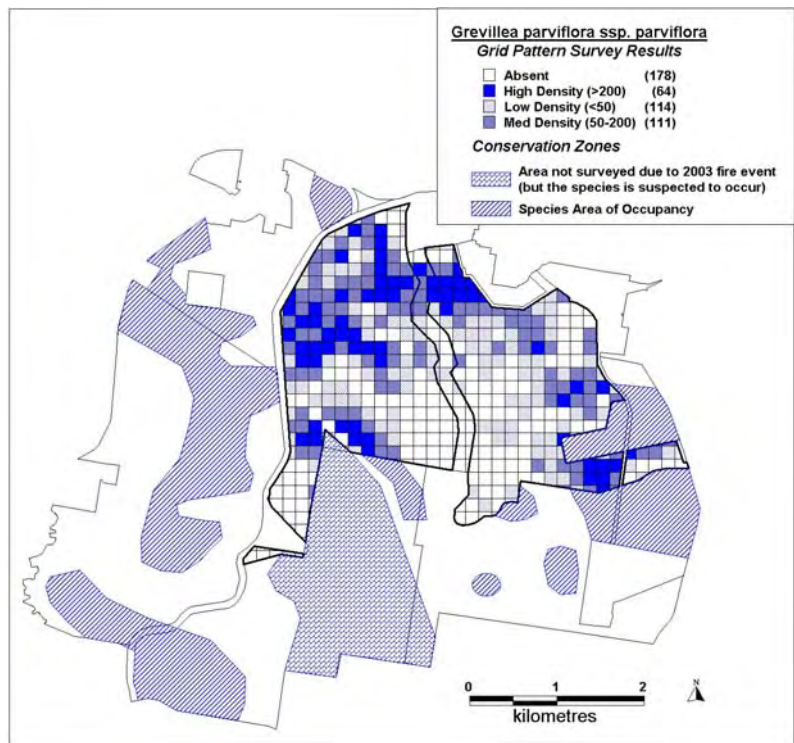 Grevillea parviflora ssp. parviflora
Grid Pattern Survey Results
Absent (178)
High Density (>200) (64)
Low Density (<50) (114)
Med Density (50-200) (111)
Conservation Zones
Area not surveyed due to 2003 fire event
(but the species is suspected to occur)
Species Area of Occupancy
N
0 1 2
kilometres